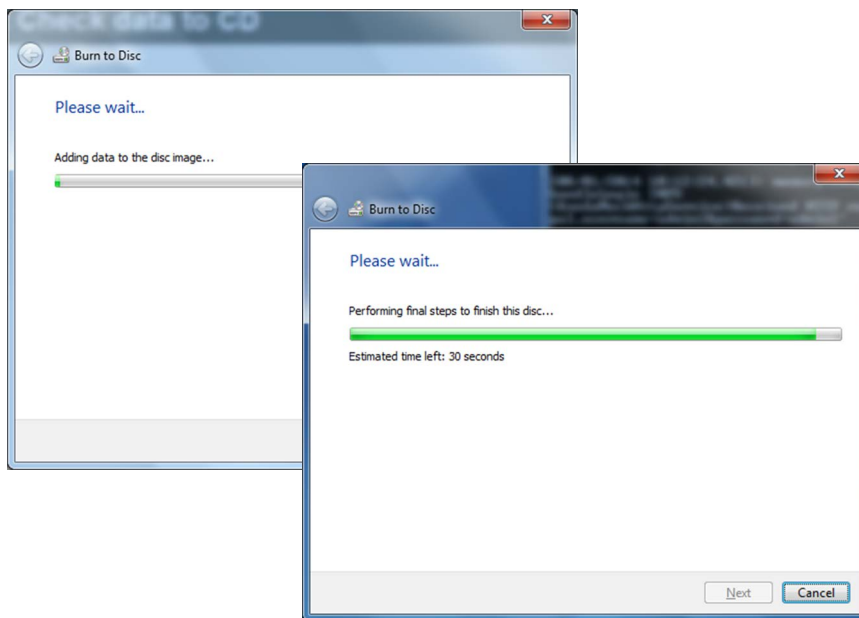 Check data to CD
Burn to Disc
Please wait...
Adding data to the disc image...
Burn to Disc
Please wait...
Performing final steps to finish this disc...
Estimated time left: 30 seconds
Next
Cancel